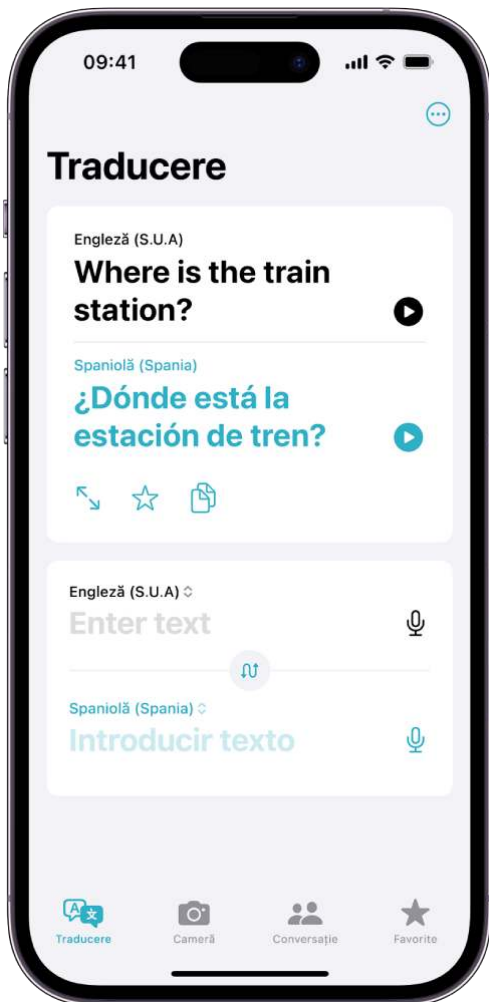 09:41
Traducere
Engleză (S.U.A)
Where is the train
station?
Spaniolă (Spania)
¿Dónde está la
estación de tren?
Engleză (S.U.A)
Enter text
Spaniolă (Spania)
Introducir texto
Traducere
Cameră
Conversație
Favorite